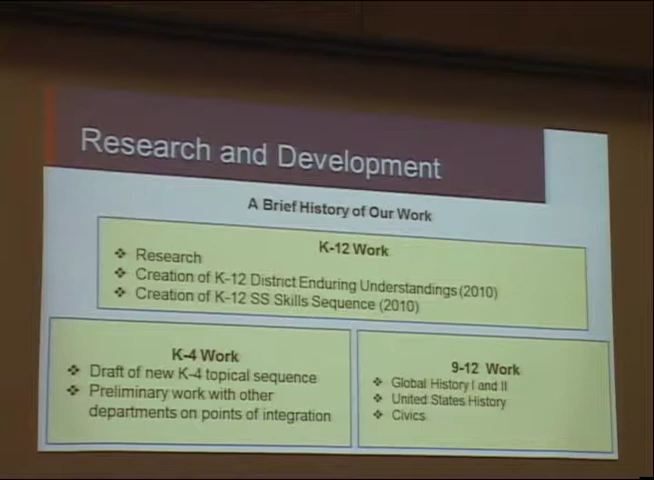 Research and Development
A Brief History of Our Work
K-12 Work
❖ Research
❖ Creation of K-12 District Enduring Understandings (2010)
❖ Creation of K-12 SS Skills Sequence (2010)
K-4 Work
❖ Draft of new K-4 topical sequence
❖ Preliminary work with other
departments on points of integration
9-12 Work
❖ Global History I and II
❖ United States History
❖ Civics